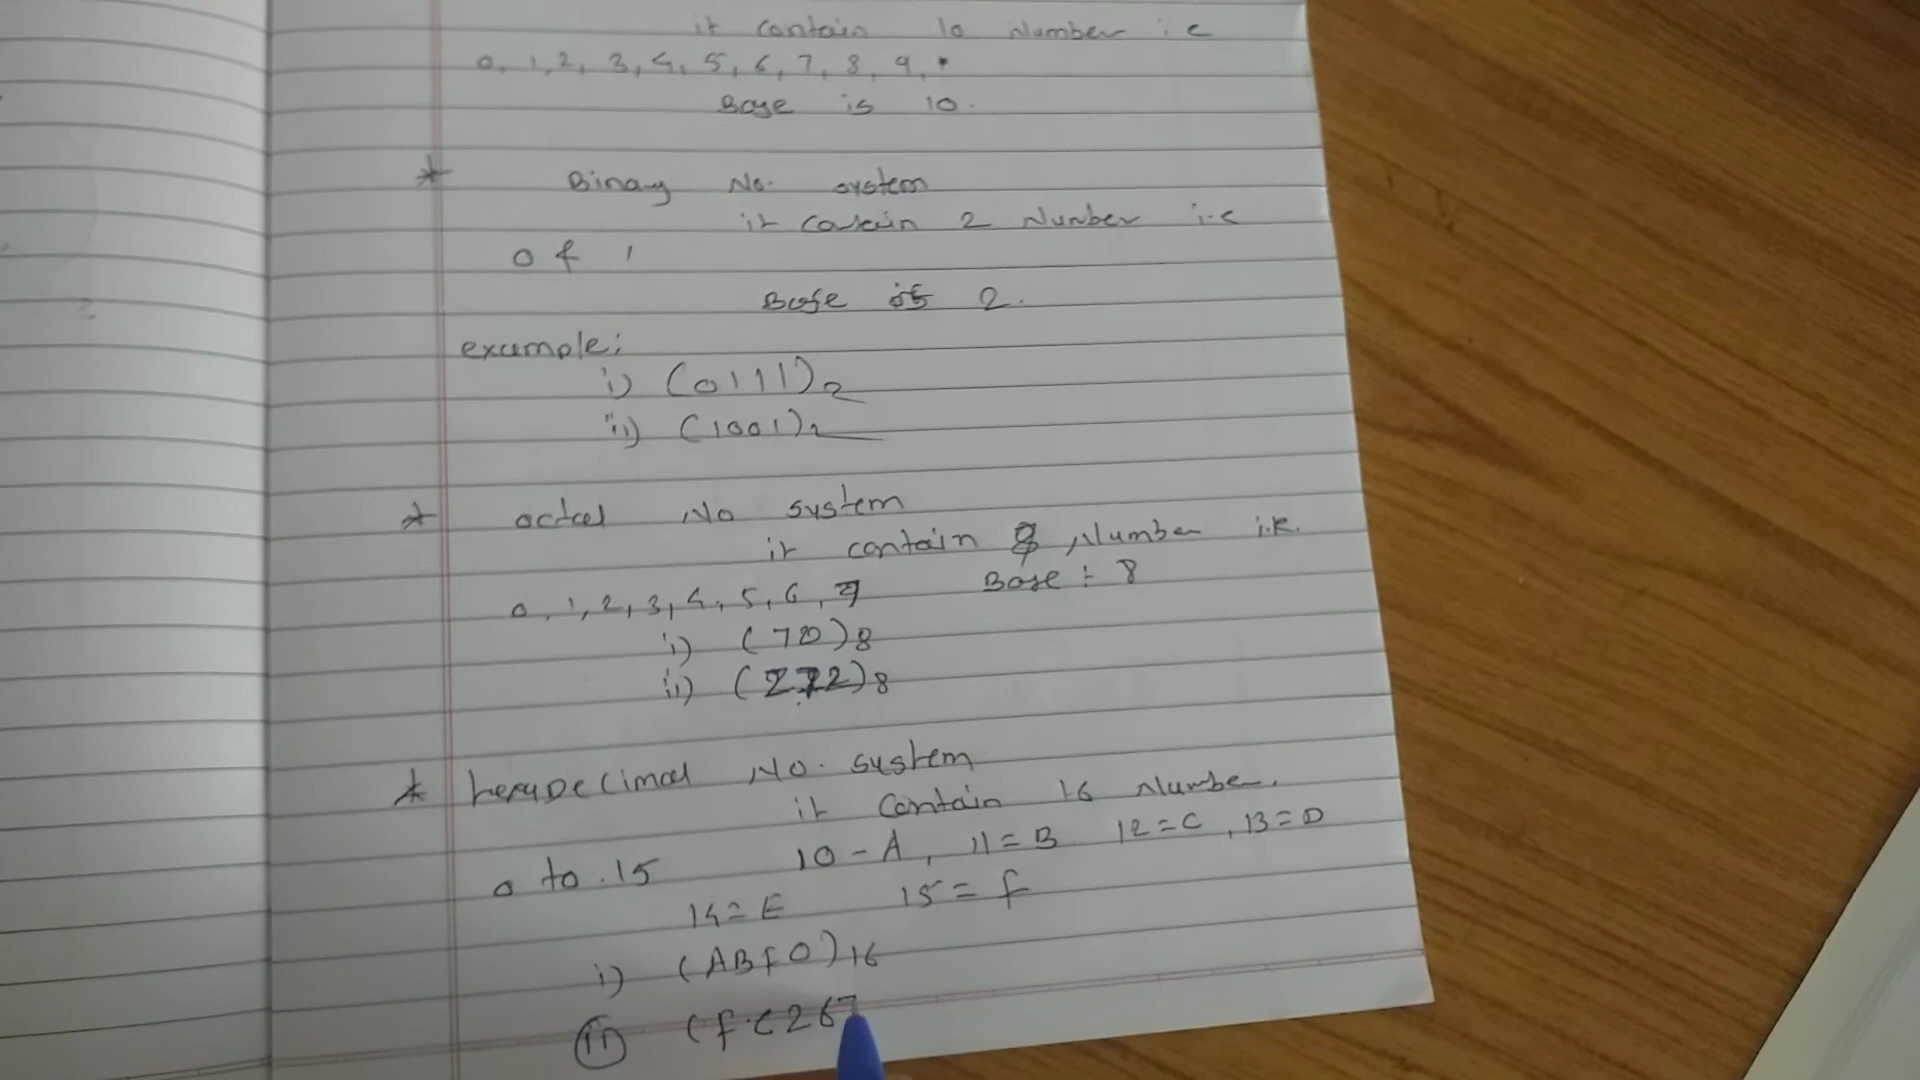 it contain 10 Number i e
0, 1, 2, 3, 4, 5, 6, 7, 8, 9,
Base is 10.
* Binary No. system
it contain 2 Number i-e
0 & 1
Base is 2.
example:
i) (0111)2
ii) (1001)2
* octal No system
it contain 8 Number i.e.
0, 1, 2, 3, 4, 5, 6, 7 Base : 8
i) (70)8
ii) (272)8
* hexaDecimal No. system
it contain 16 Number.
0 to 15 10-A, 11=B 12=C, 13=D
14=E 15=f
i) (ABfO)16
ii) (f.C267